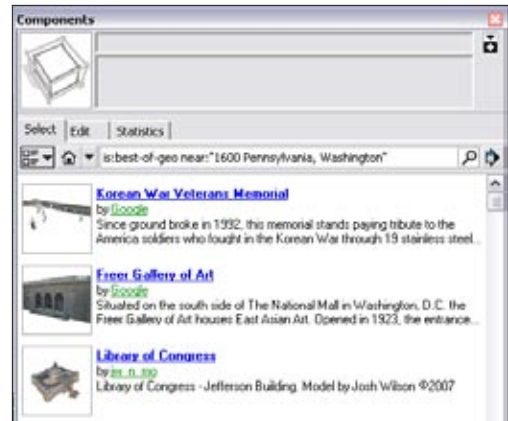 Components
Select Edit Statistics
is:best-of-geo near:"1600 Pennsylvania, Washington"
Korean War Veterans Memorial
by Google
Since ground broke in 1992, this memorial stands paying tribute to the
America soldiers who fought in the Korean War through 19 stainless steel...
Freer Gallery of Art
by Google
Situated on the south side of The National Mall in Washington, D.C. the
Freer Gallery of Art houses East Asian Art. Opened in 1923, the entrance...
Library of Congress
by
Library of Congress - Jefferson Building. Model by Josh Wilson ©2007